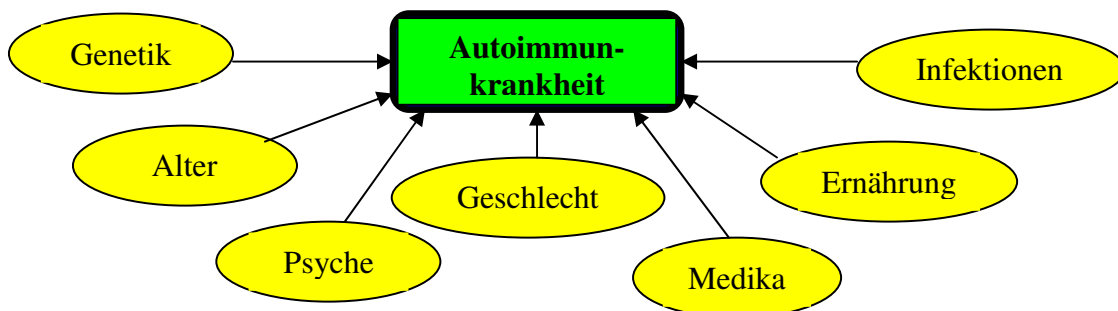 Genetik
Autoimmun-
krankheit
Infektionen
Alter
Geschlecht
Ernährung
Psyche
Medika